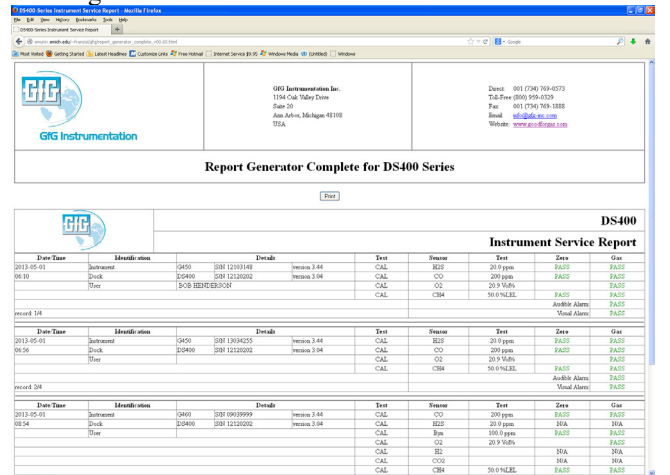 DS400-Series Instrument Service Report - Mozilla Firefox
File Edit View History Bookmarks Tools Help
DS400-Series Instrument Service Report +
Google
Most Visited Getting Started Latest Headlines Customize Links Free Hotmail Internet Service $9.95 Windows Media (Untitled) Windows
GfG
GfG Instrumentation
GfG Instrumentation Inc.
1194 Oak Valley Drive
Suite 20
Ann Arbor, Michigan 48108
USA
Direct: 001 (734) 769-0573
Toll-Free: (800) 959-0329
Fax: 001 (734) 769-1888
Email: info@gfg-inc.com
Website: www.goodforgas.com
Report Generator Complete for DS400 Series
Print
GfG
DS400
Instrument Service Report
Date/Time Identification Details Test Sensor Test Zero Gas
2013-05-01 Instrument G450 S/N 12103148 version 3.44 CAL H2S 20.0 ppm PASS PASS
06:10 Dock DS400 S/N 12120202 version 3.04 CAL CO 200 ppm PASS PASS
User BOB HENDERSON CAL O2 20.9 Vol% PASS
CAL CH4 50.0 %LEL PASS PASS
Audible Alarm: PASS
record: 1/4 Visual Alarm: PASS
Date/Time Identification Details Test Sensor Test Zero Gas
2013-05-01 Instrument G450 S/N 13034255 version 3.44 CAL H2S 20.0 ppm PASS PASS
06:56 Dock DS400 S/N 12120202 version 3.04 CAL CO 200 ppm PASS PASS
User CAL O2 20.9 Vol% PASS
CAL CH4 50.0 %LEL PASS PASS
Audible Alarm: PASS
record: 2/4 Visual Alarm: PASS
Date/Time Identification Details Test Sensor Test Zero Gas
2013-05-01 Instrument G460 S/N 09039999 version 3.44 CAL CO 200 ppm PASS PASS
08:54 Dock DS400 S/N 12120202 version 3.04 CAL H2S 20.0 ppm N/A N/A
User CAL 100.0 ppm PASS PASS
CAL O2 20.9 Vol% PASS
CAL H2 N/A N/A
CAL CO2 N/A N/A
CAL CH4 50.0 %LEL PASS PASS